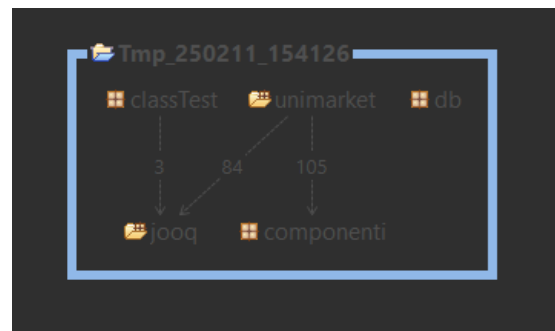 Tmp_250211_154126
classTest unimarket db
3 84 105
jooq componenti